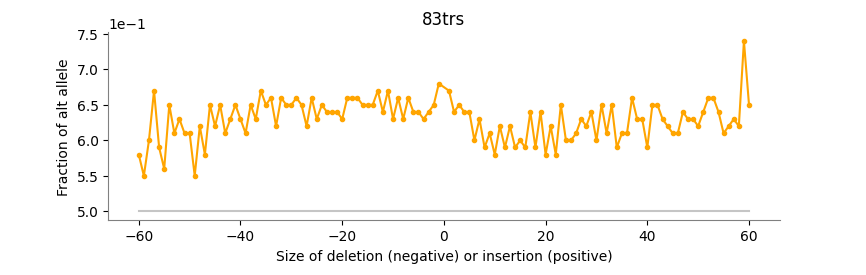 83trs
1e−1
7.5
7.0
6.5
6.0
5.5
5.0
Fraction of alt allele
−60 −40 −20 0 20 40 60
Size of deletion (negative) or insertion (positive)